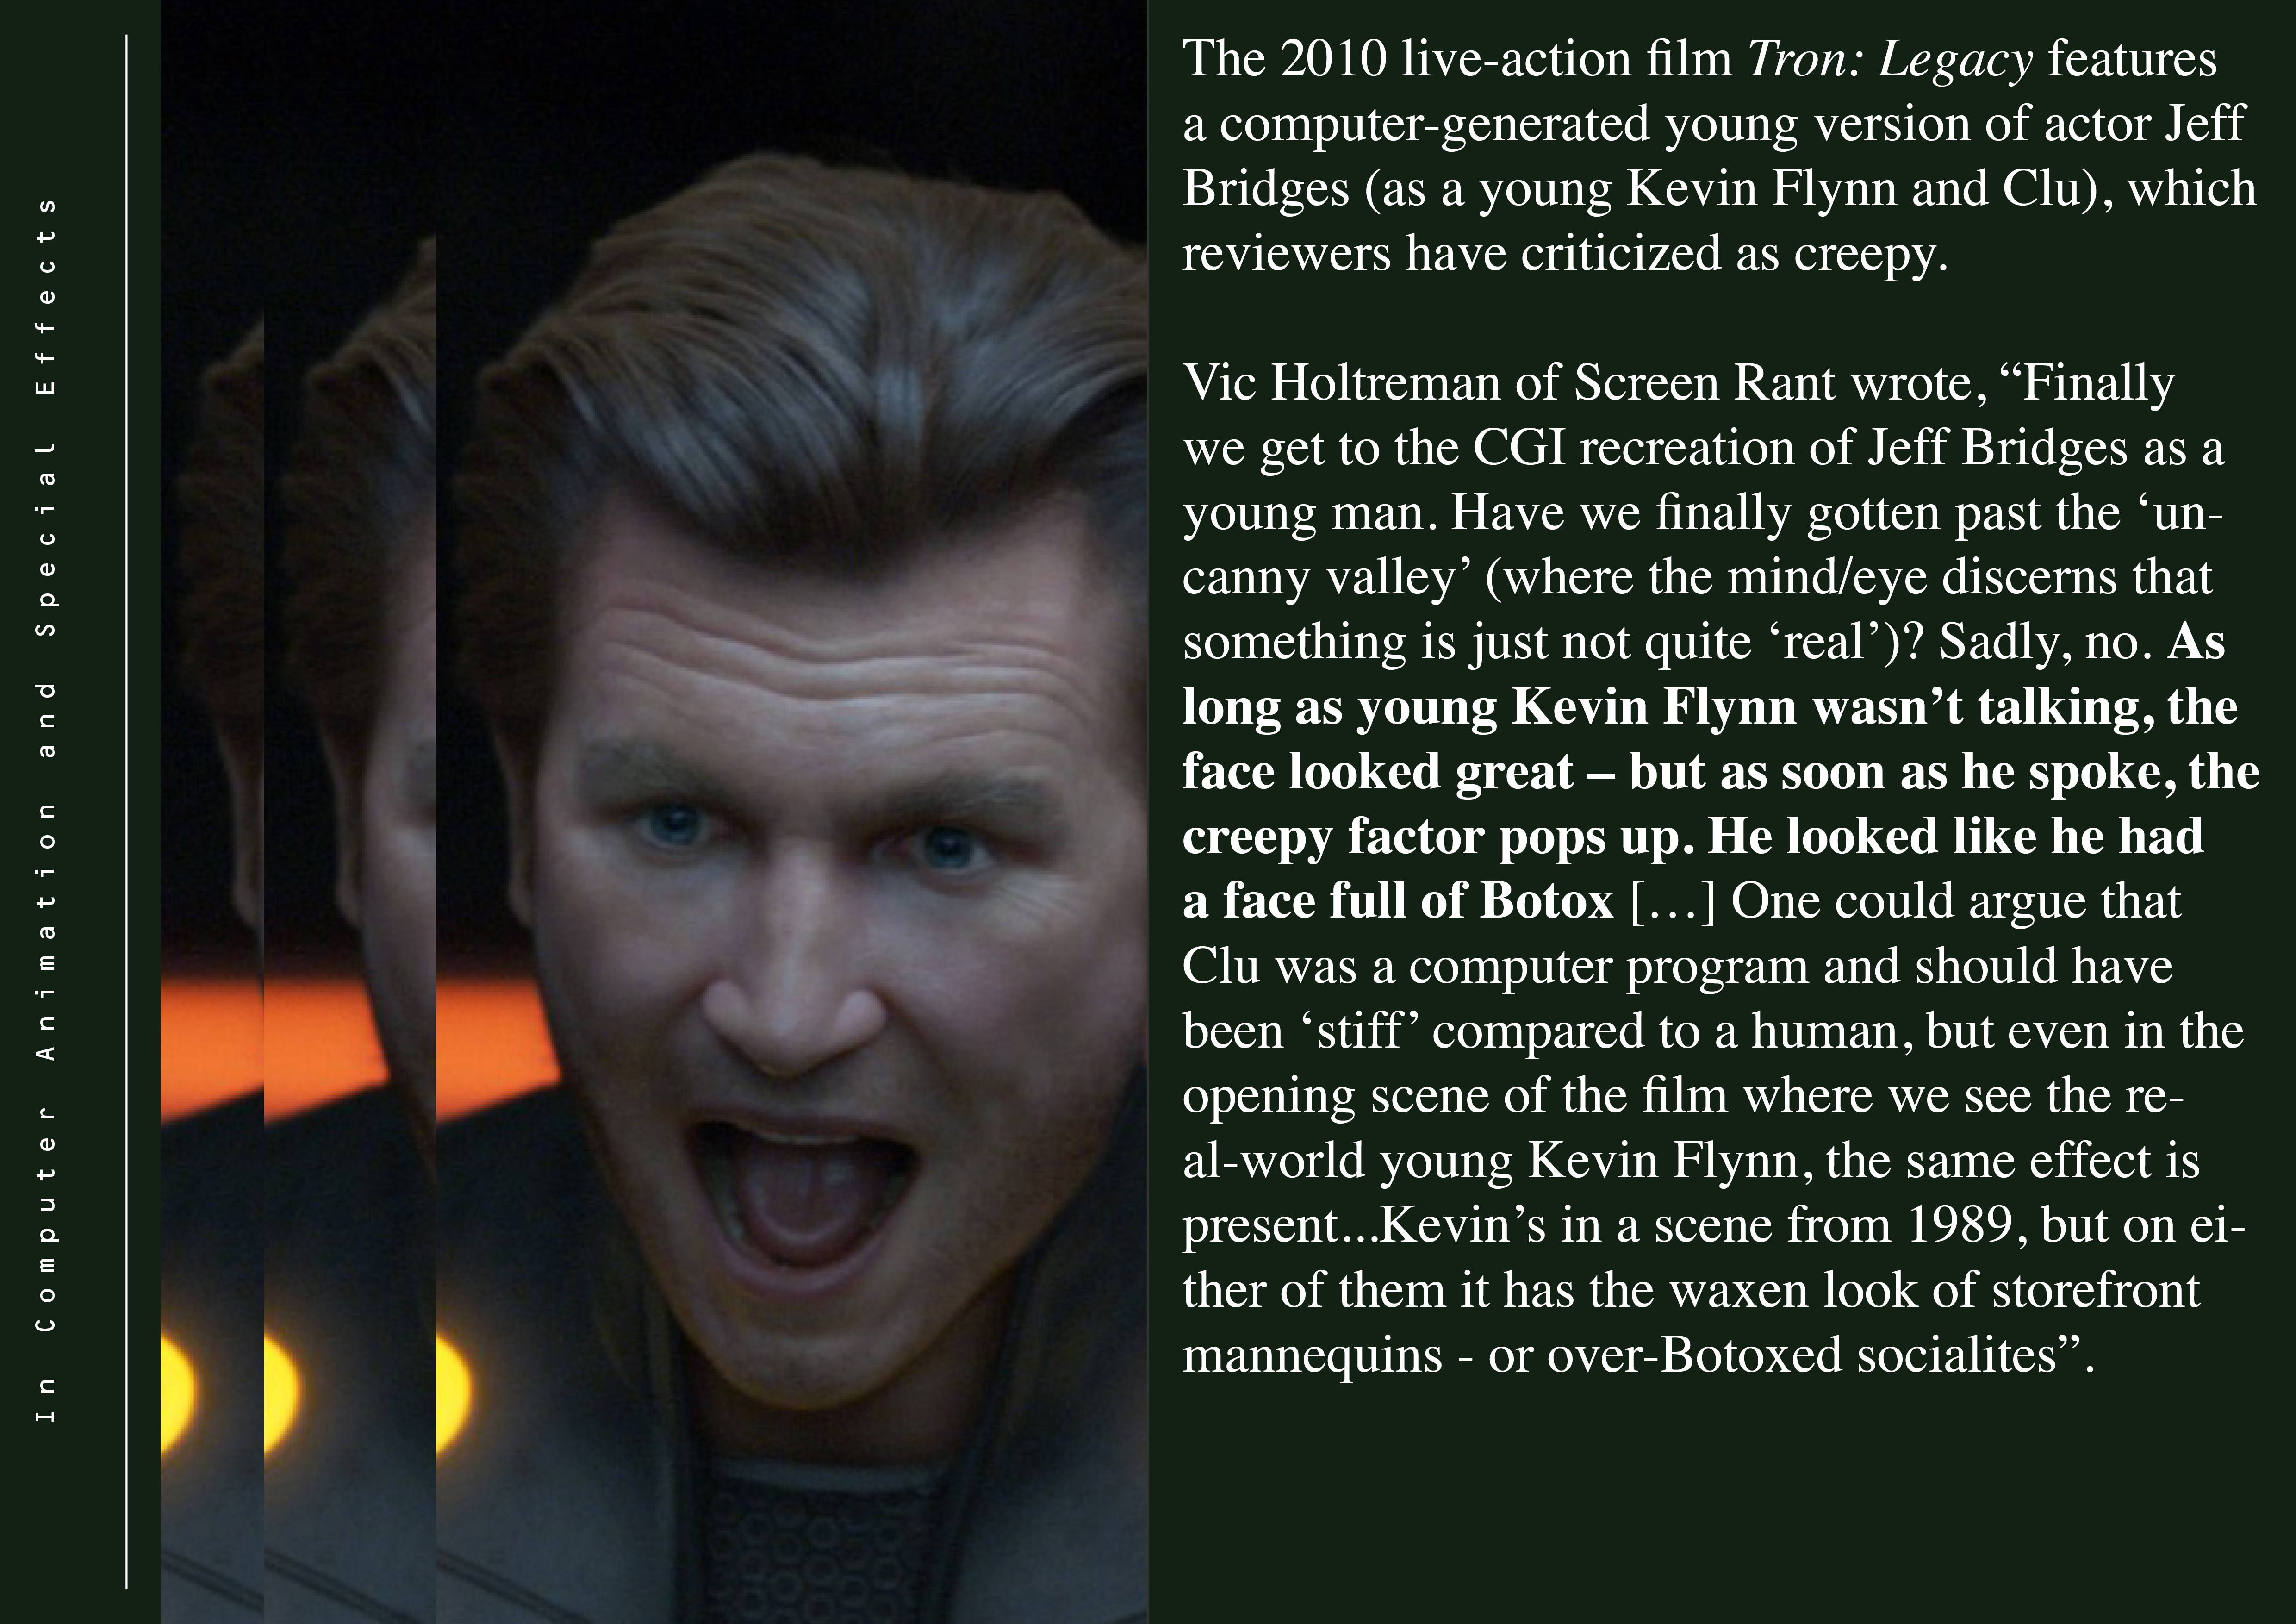 In Computer Animation and Special Effects
The 2010 live-action film Tron: Legacy features
a computer-generated young version of actor Jeff
Bridges (as a young Kevin Flynn and Clu), which
reviewers have criticized as creepy.
Vic Holtreman of Screen Rant wrote, “Finally
we get to the CGI recreation of Jeff Bridges as a
young man. Have we finally gotten past the ‘un-
canny valley’ (where the mind/eye discerns that
something is just not quite ‘real’)? Sadly, no. As
long as young Kevin Flynn wasn’t talking, the
face looked great – but as soon as he spoke, the
creepy factor pops up. He looked like he had
a face full of Botox […] One could argue that
Clu was a computer program and should have
been ‘stiff’ compared to a human, but even in the
opening scene of the film where we see the re-
al-world young Kevin Flynn, the same effect is
present...Kevin’s in a scene from 1989, but on ei-
ther of them it has the waxen look of storefront
mannequins - or over-Botoxed socialites”.